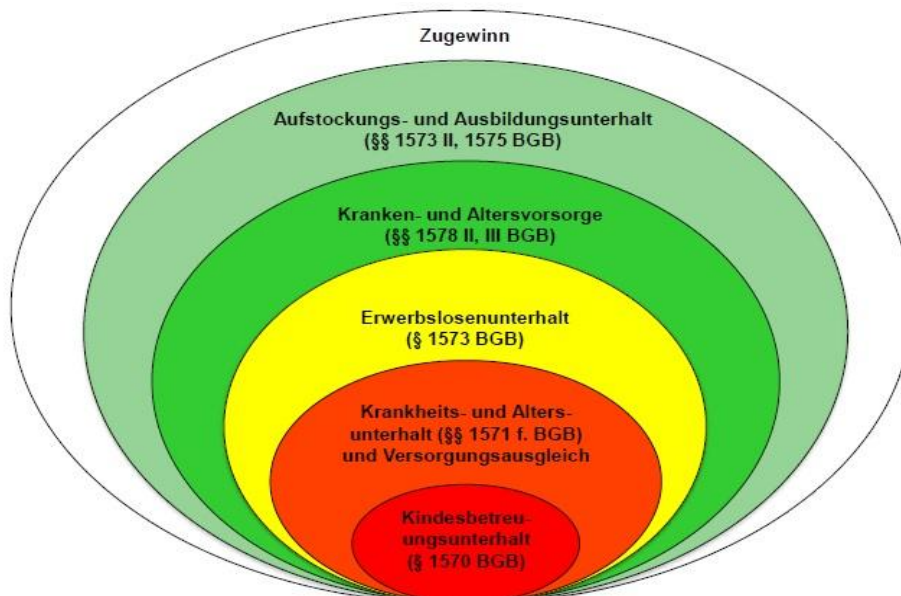 Zugewinn
Aufstockungs- und Ausbildungsunterhalt
(§§ 1573 II, 1575 BGB)
Kranken- und Altersvorsorge
(§§ 1578 II, III BGB)
Erwerbslosenunterhalt
(§ 1573 BGB)
Krankheits- und Alters-
unterhalt (§§ 1571 f. BGB)
und Versorgungsausgleich
Kindesbetreu-
ungsunterhalt
(§ 1570 BGB)